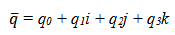 q̅ = q0 + q1i + q2j + q3k